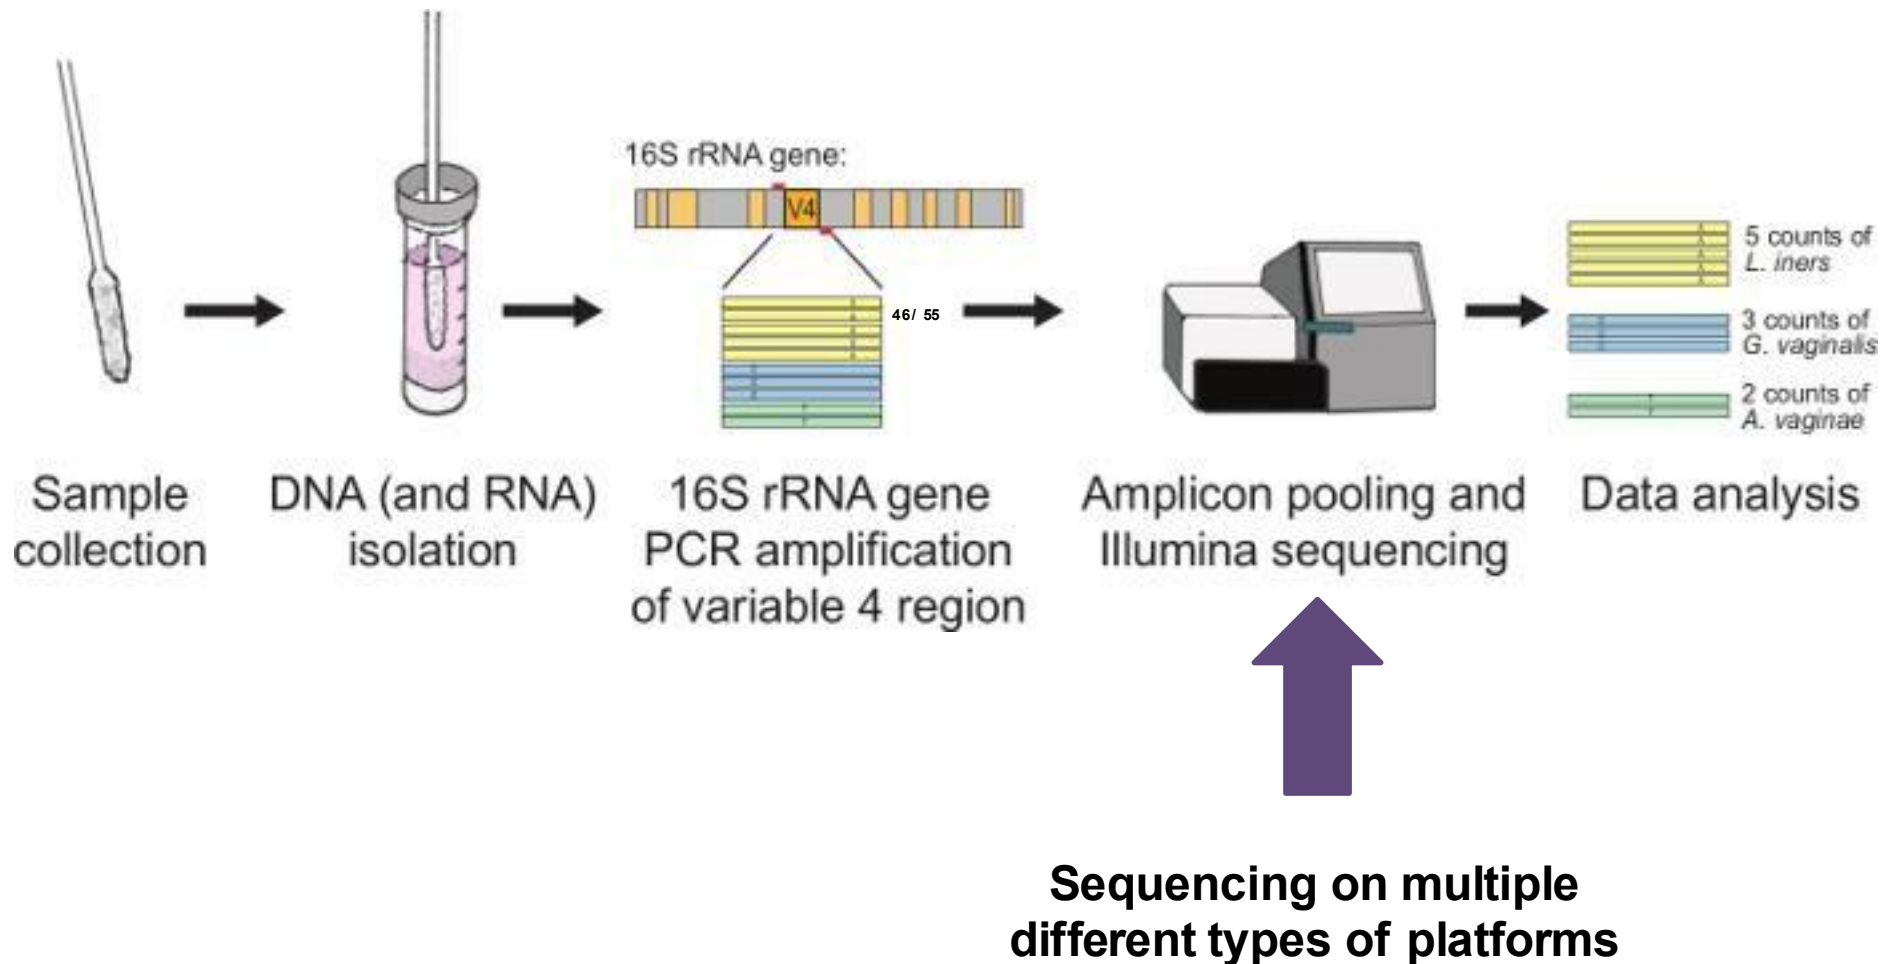 16S rRNA gene:
V4
46/ 55
5 counts of
L. iners
3 counts of
G. vaginalis
2 counts of
A. vaginae
Sample
collection
DNA (and RNA)
isolation
16S rRNA gene
PCR amplification
of variable 4 region
Amplicon pooling and
Illumina sequencing
Data analysis
Sequencing on multiple
different types of platforms